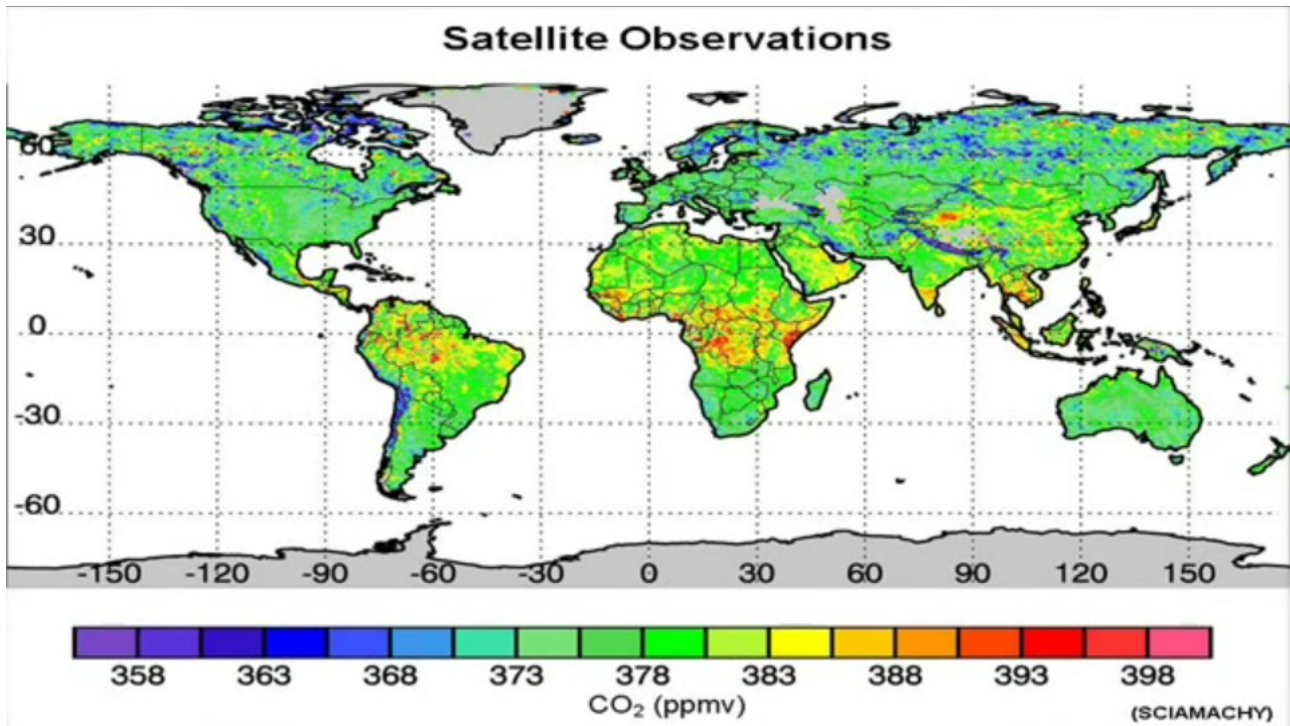 Satellite Observations
60
30
0
-30
-60
-150 -120 -90 -60 -30 0 30 60 90 120 150
358 363 368 373 378 383 388 393 398
CO₂ (ppmv)
(SCIAMACHY)